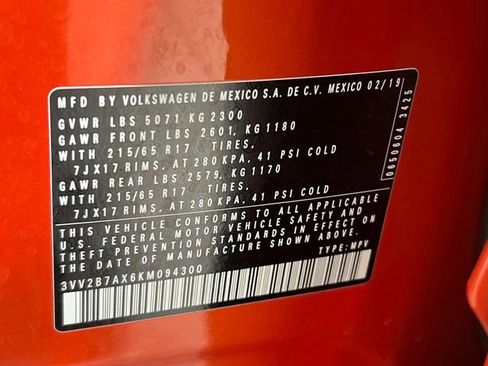 MFD BY VOLKSWAGEN DE MEXICO S.A. DE C.V. MEXICO 02/19
GVWR LBS 5071 KG 2300
GAWR FRONT LBS 2601, KG 1180
WITH 215/65 R17 TIRES,
7JX17 RIMS, AT 280 KPA, 41 PSI COLD
GAWR REAR LBS 2579, KG 1170
WITH 215/65 R17 TIRES,
7JX17 RIMS, AT 280 KPA, 41 PSI COLD
THIS VEHICLE CONFORMS TO ALL APPLICABLE
U.S. FEDERAL MOTOR VEHICLE SAFETY AND
THEFT PREVENTION STANDARDS IN EFFECT ON
THE DATE OF MANUFACTURE SHOWN ABOVE.
3VV2B7AX6KM094300 TYPE: MPV
0650604 3425